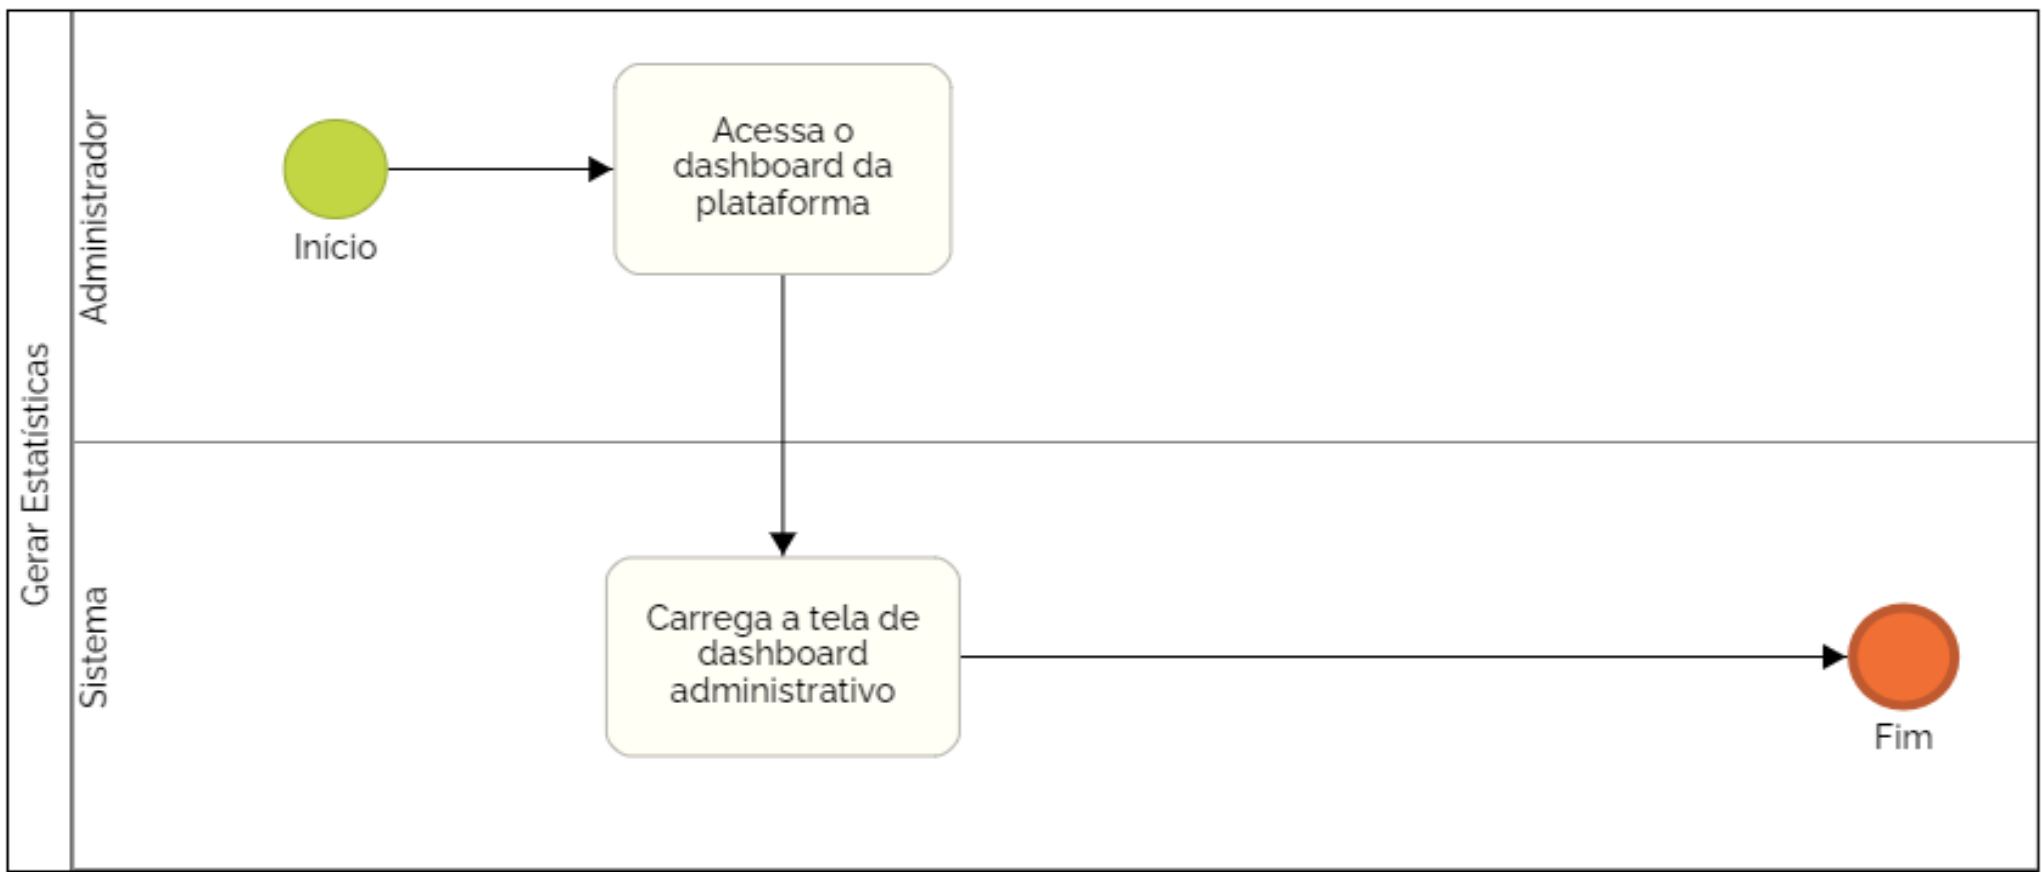 Gerar Estatísticas
Administrador
Início
Acessa o
dashboard da
plataforma
Sistema
Carrega a tela de
dashboard
administrativo
Fim